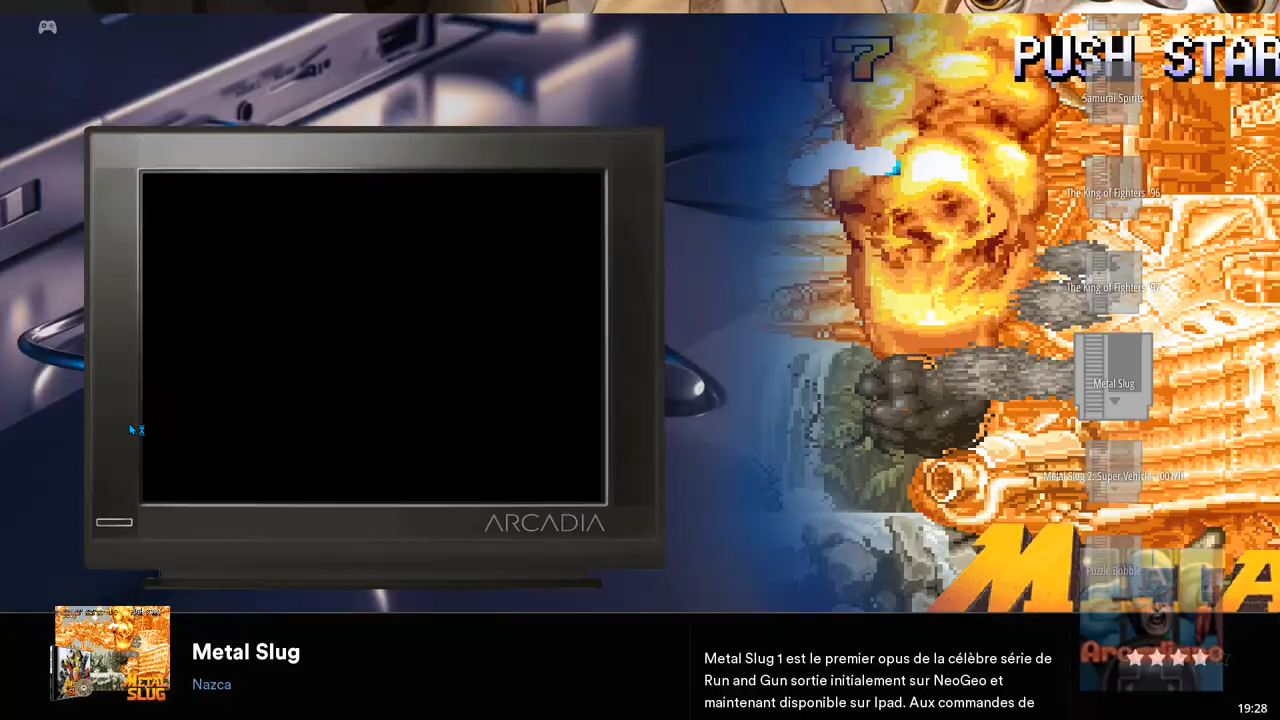 PUSH STAR
Samurai Spirits
The King of Fighters '96
The King of Fighters '97
Metal Slug
Metal Slug 2: Super Vehicle - 001/II
Puzzle Bobble
ARCADIA
META
METAL
SLUG
Metal Slug
Nazca
Metal Slug 1 est le premier opus de la célèbre série de
Run and Gun sortie initialement sur NeoGeo et
maintenant disponible sur Ipad. Aux commandes de
19:28